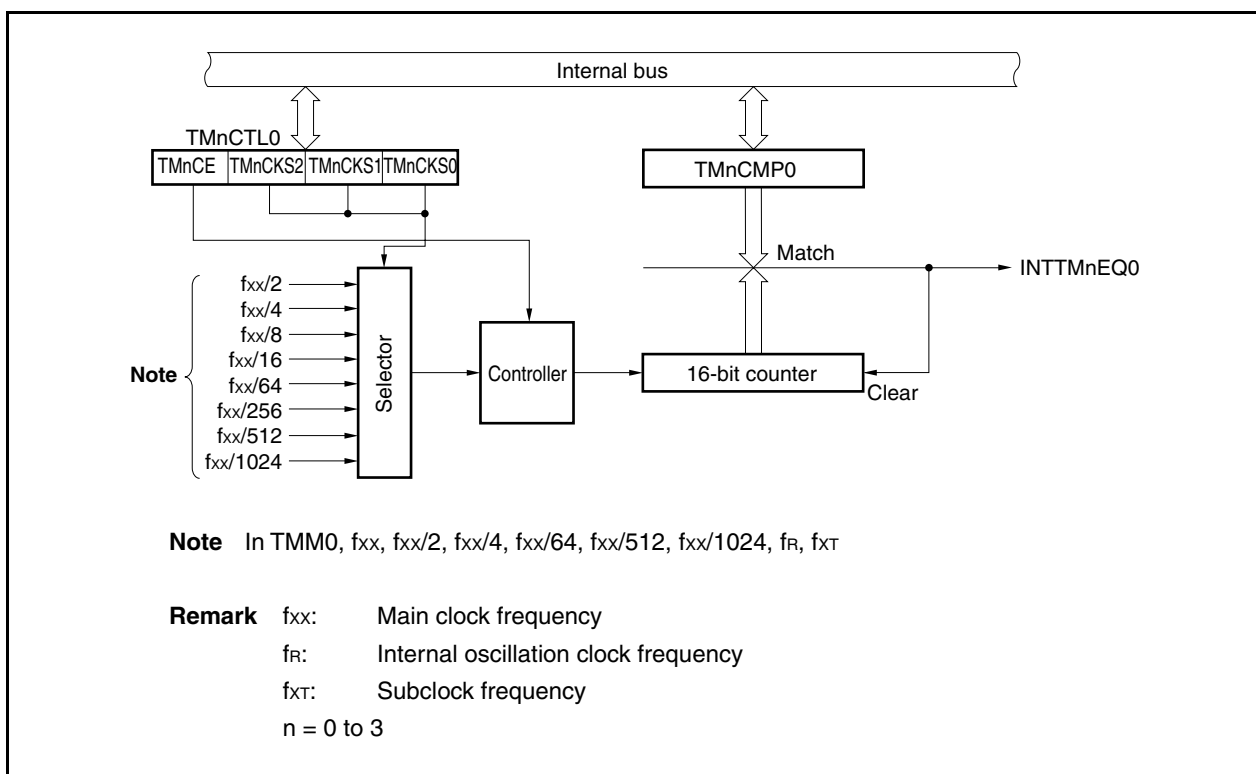 Internal bus
TMnCTL0
TMnCE TMnCKS2 TMnCKS1 TMnCKS0
TMnCMP0
Match
INTTMnEQ0
fxx/2
fxx/4
fxx/8
fxx/16
fxx/64
fxx/256
fxx/512
fxx/1024
Note
Selector
Controller
16-bit counter
Clear
Note In TMM0, fxx, fxx/2, fxx/4, fxx/64, fxx/512, fxx/1024, fR, fXT
Remark fxx: Main clock frequency
fR: Internal oscillation clock frequency
fXT: Subclock frequency
n = 0 to 3